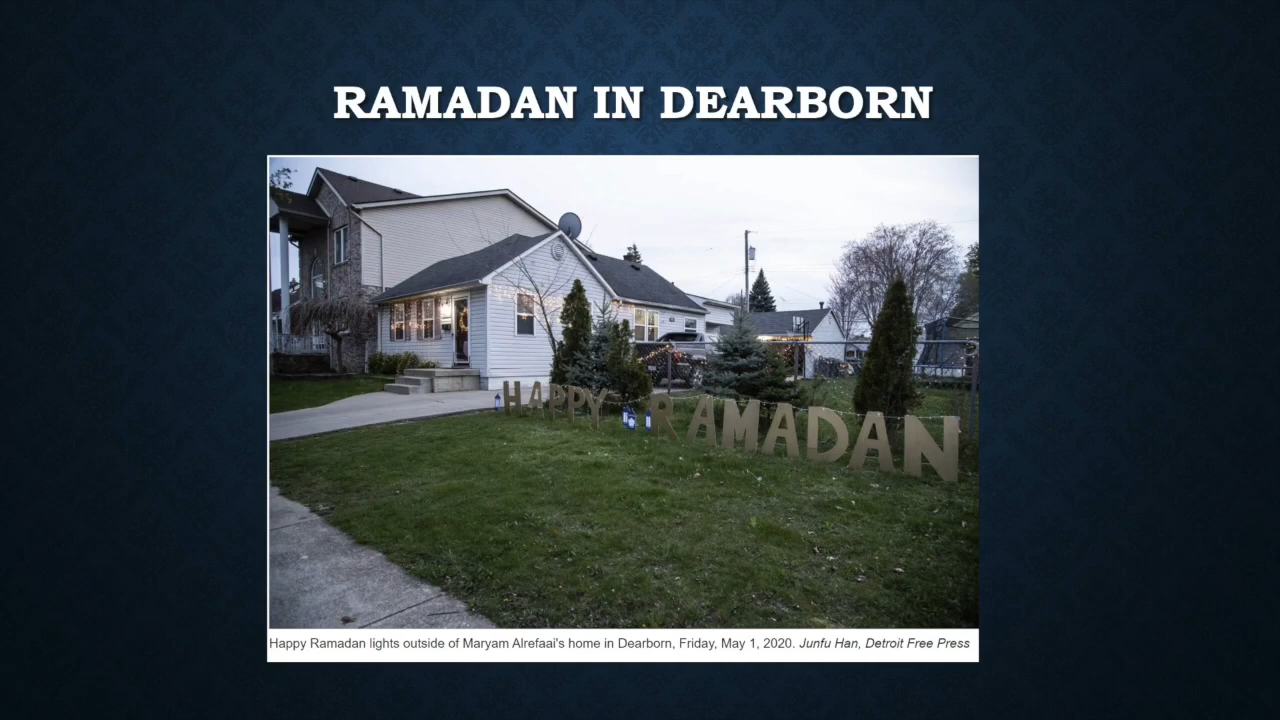 RAMADAN IN DEARBORN
HAPPY RAMADAN
Happy Ramadan lights outside of Maryam Alrefaai's home in Dearborn, Friday, May 1, 2020. Junfu Han, Detroit Free Press